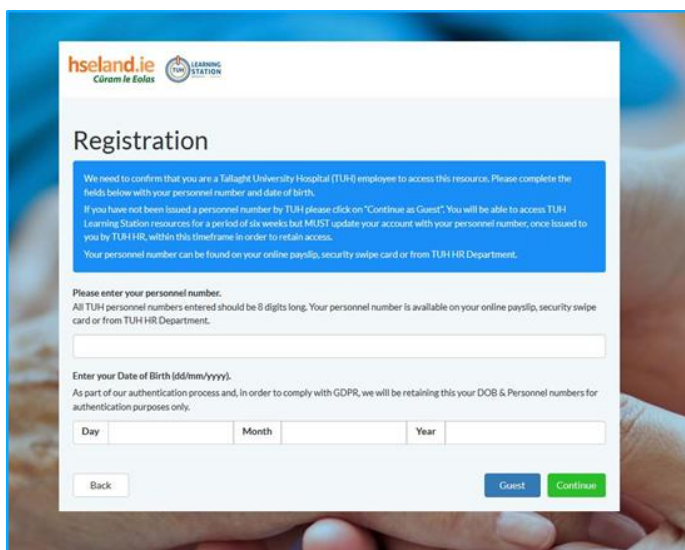 hseland.ie
Cúram le Eolas
TUH
LEARNING
STATION
Registration
We need to confirm that you are a Tallaght University Hospital (TUH) employee to access this resource. Please complete the
fields below with your personnel number and date of birth.
If you have not been issued a personnel number by TUH please click on "Continue as Guest". You will be able to access TUH
Learning Station resources for a period of six weeks but MUST update your account with your personnel number, once issued to
you by TUH HR, within this timeframe in order to retain access.
Your personnel number can be found on your online payslip, security swipe card or from TUH HR Department.
Please enter your personnel number.
All TUH personnel numbers entered should be 8 digits long. Your personnel number is available on your online payslip, security swipe
card or from TUH HR Department.
Enter your Date of Birth (dd/mm/yyyy).
As part of our authentication process and, in order to comply with GDPR, we will be retaining this your DOB & Personnel numbers for
authentication purposes only.
Day Month Year
Back Guest Continue